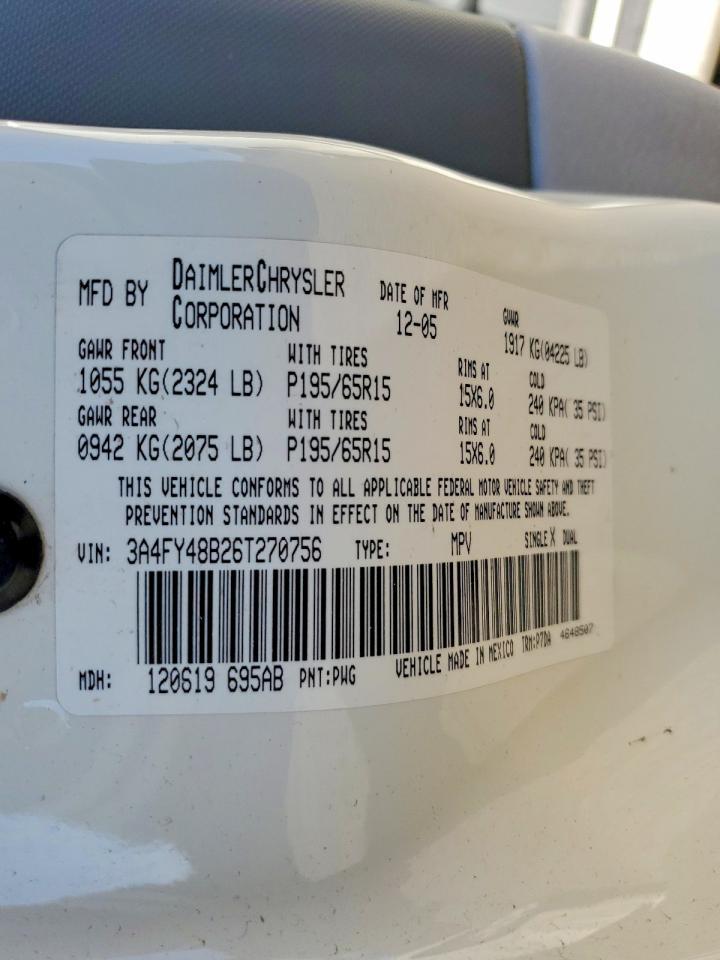 MFD BY DAIMLERCHRYSLER CORPORATION
DATE OF MFR 12-05
GVWR 1917 KG(04225 LB)
GAWR FRONT WITH TIRES RIMS AT COLD
1055 KG(2324 LB) P195/65R15 15X6.0 240 KPA( 35 PSI)
GAWR REAR WITH TIRES RIMS AT COLD
0942 KG(2075 LB) P195/65R15 15X6.0 240 KPA( 35 PSI)
THIS VEHICLE CONFORMS TO ALL APPLICABLE FEDERAL MOTOR VEHICLE SAFETY AND THEFT
PREVENTION STANDARDS IN EFFECT ON THE DATE OF MANUFACTURE SHOWN ABOVE.
VIN: 3A4FY48B26T270756 TYPE: MPV SINGLE X DUAL
MDH: 120619 695AB PNT:PWG VEHICLE MADE IN MEXICO TRM:P7DA 4648507